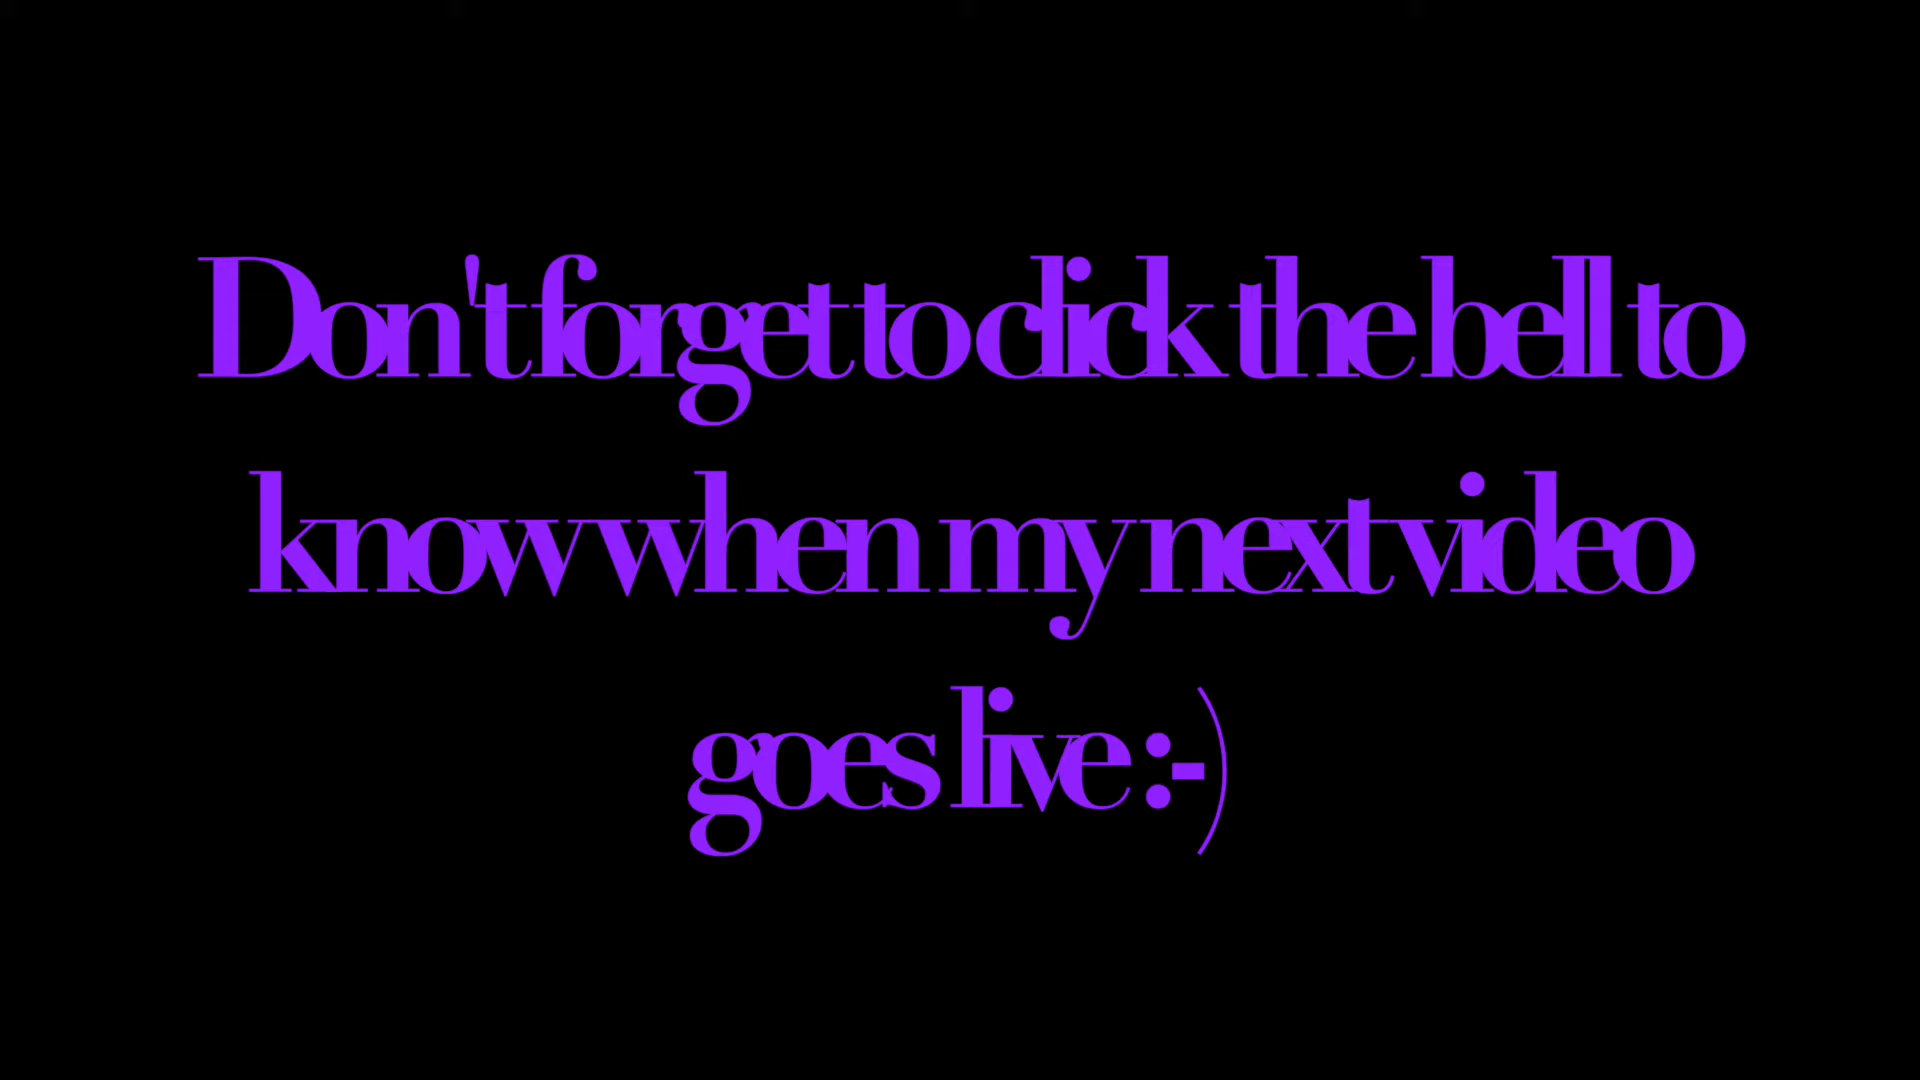 Don't forget to click the bell to
know when my next video
goes live :-)